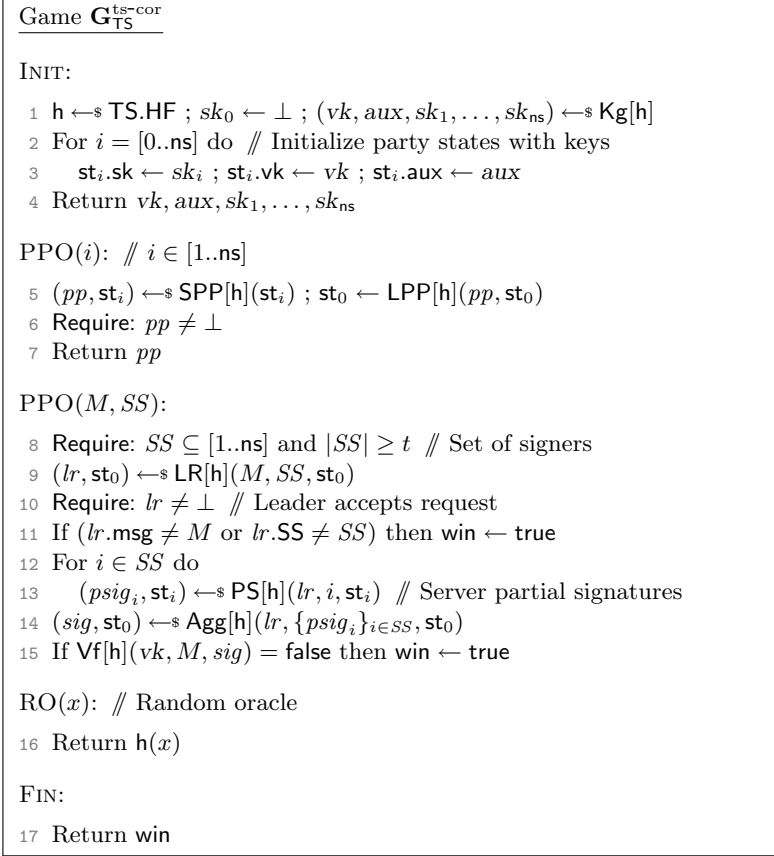 Game G^{ts-cor}_{TS}
INIT:
1 h ←$ TS.HF ; sk_0 ← ⊥ ; (vk, aux, sk_1, . . . , sk_{ns}) ←$ Kg[h]
2 For i = [0..ns] do // Initialize party states with keys
3 st_i.sk ← sk_i ; st_i.vk ← vk ; st_i.aux ← aux
4 Return vk, aux, sk_1, . . . , sk_{ns}
PPO(i): // i ∈ [1..ns]
5 (pp, st_i) ←$ SPP[h](st_i) ; st_0 ← LPP[h](pp, st_0)
6 Require: pp ≠ ⊥
7 Return pp
PPO(M, SS):
8 Require: SS ⊆ [1..ns] and |SS| ≥ t // Set of signers
9 (lr, st_0) ←$ LR[h](M, SS, st_0)
10 Require: lr ≠ ⊥ // Leader accepts request
11 If (lr.msg ≠ M or lr.SS ≠ SS) then win ← true
12 For i ∈ SS do
13 (psig_i, st_i) ←$ PS[h](lr, i, st_i) // Server partial signatures
14 (sig, st_0) ←$ Agg[h](lr, {psig_i}_{i∈SS}, st_0)
15 If Vf[h](vk, M, sig) = false then win ← true
RO(x): // Random oracle
16 Return h(x)
FIN:
17 Return win